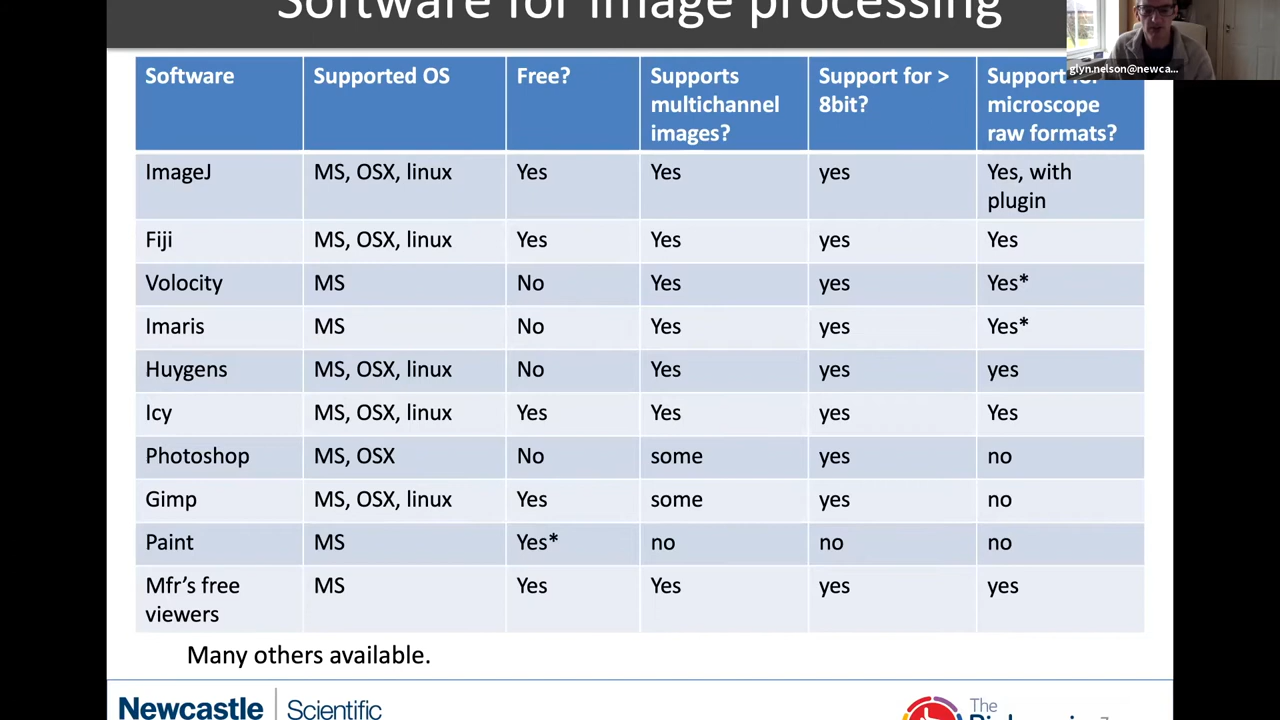 Software for image processing
glyn.nelson@newca...
Software Supported OS Free? Supports multichannel images? Support for > 8bit? Support for microscope raw formats?
ImageJ MS, OSX, linux Yes Yes yes Yes, with plugin
Fiji MS, OSX, linux Yes Yes yes Yes
Volocity MS No Yes yes Yes*
Imaris MS No Yes yes Yes*
Huygens MS, OSX, linux No Yes yes yes
Icy MS, OSX, linux Yes Yes yes Yes
Photoshop MS, OSX No some yes no
Gimp MS, OSX, linux Yes some yes no
Paint MS Yes* no no no
Mfr's free viewers MS Yes Yes yes yes
Many others available.
Newcastle Scientific
The